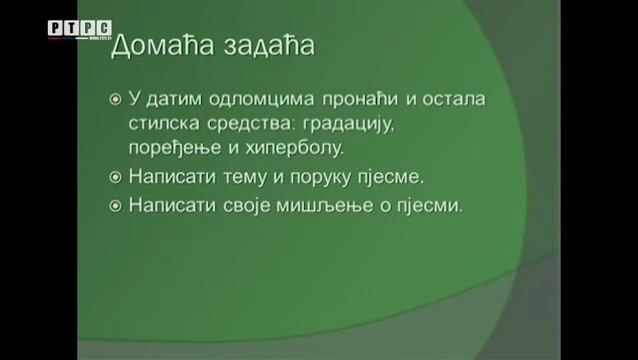 РТРС
Домаћа задаћа
У датим одломцима пронаћи и остала
стилска средства: градацију,
поређење и хиперболу.
Написати тему и поруку пјесме.
Написати своје мишљење о пјесми.